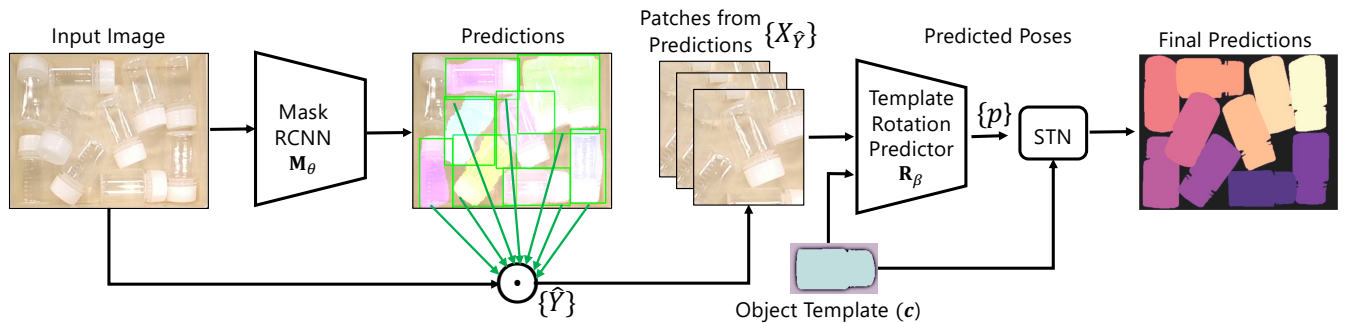 Input Image
Mask
RCNN
𝐌_θ
Predictions
{Ŷ}
Patches from
Predictions {X_Ŷ}
Template
Rotation
Predictor
𝐑_β
Object Template (𝒄)
Predicted Poses
{p}
STN
Final Predictions